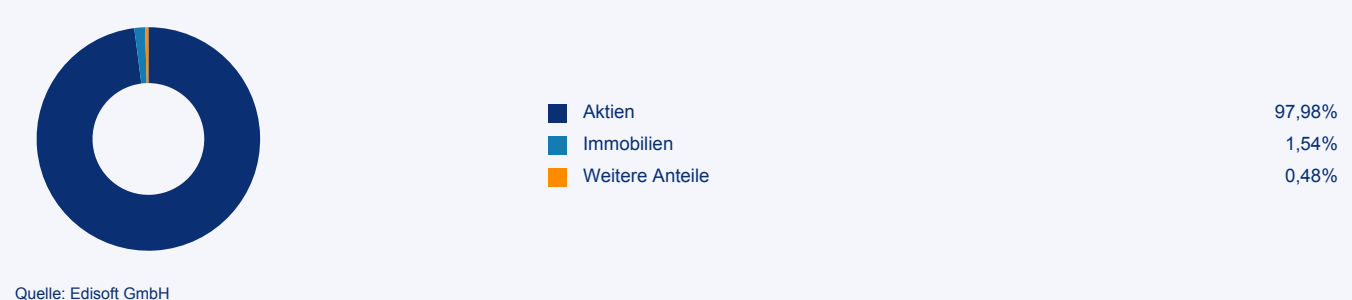 Aktien 97,98%
Immobilien 1,54%
Weitere Anteile 0,48%
Quelle: Edisoft GmbH